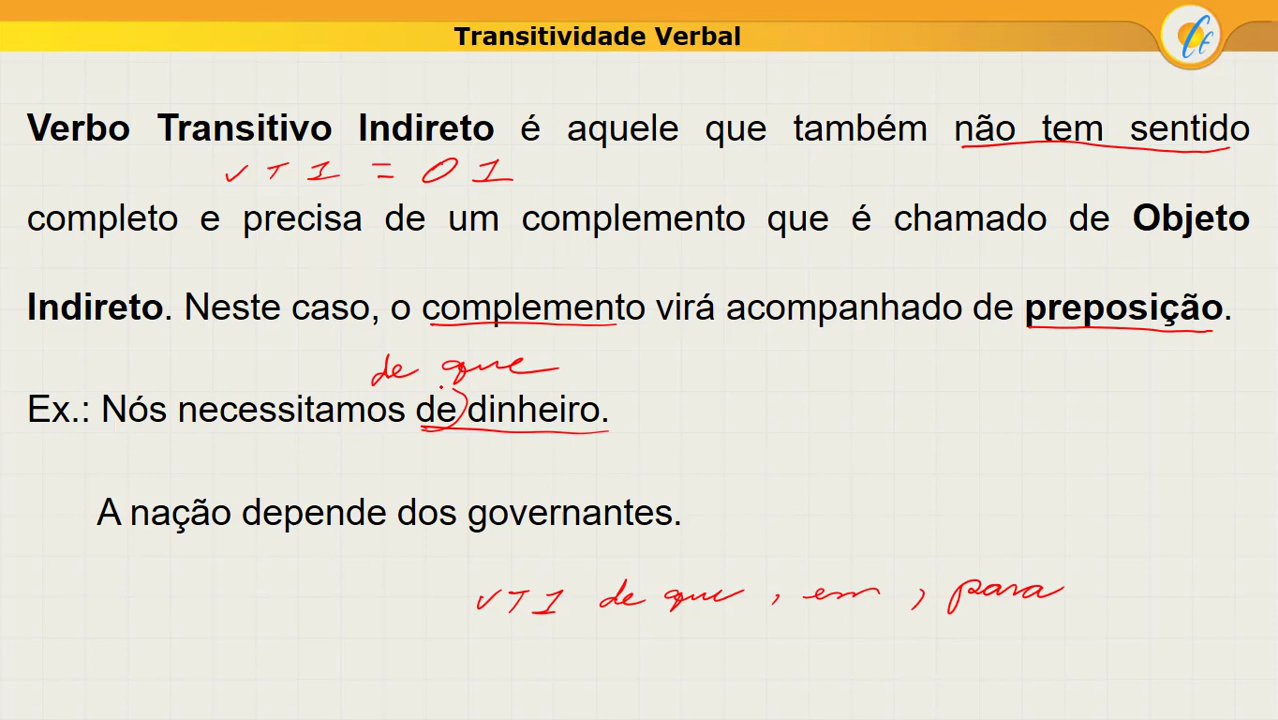 Transitividade Verbal
Verbo Transitivo Indireto é aquele que também não tem sentido
VTI = OI
completo e precisa de um complemento que é chamado de Objeto
Indireto. Neste caso, o complemento virá acompanhado de preposição.
de que
Ex.: Nós necessitamos de dinheiro.
A nação depende dos governantes.
VTI de que, em, para